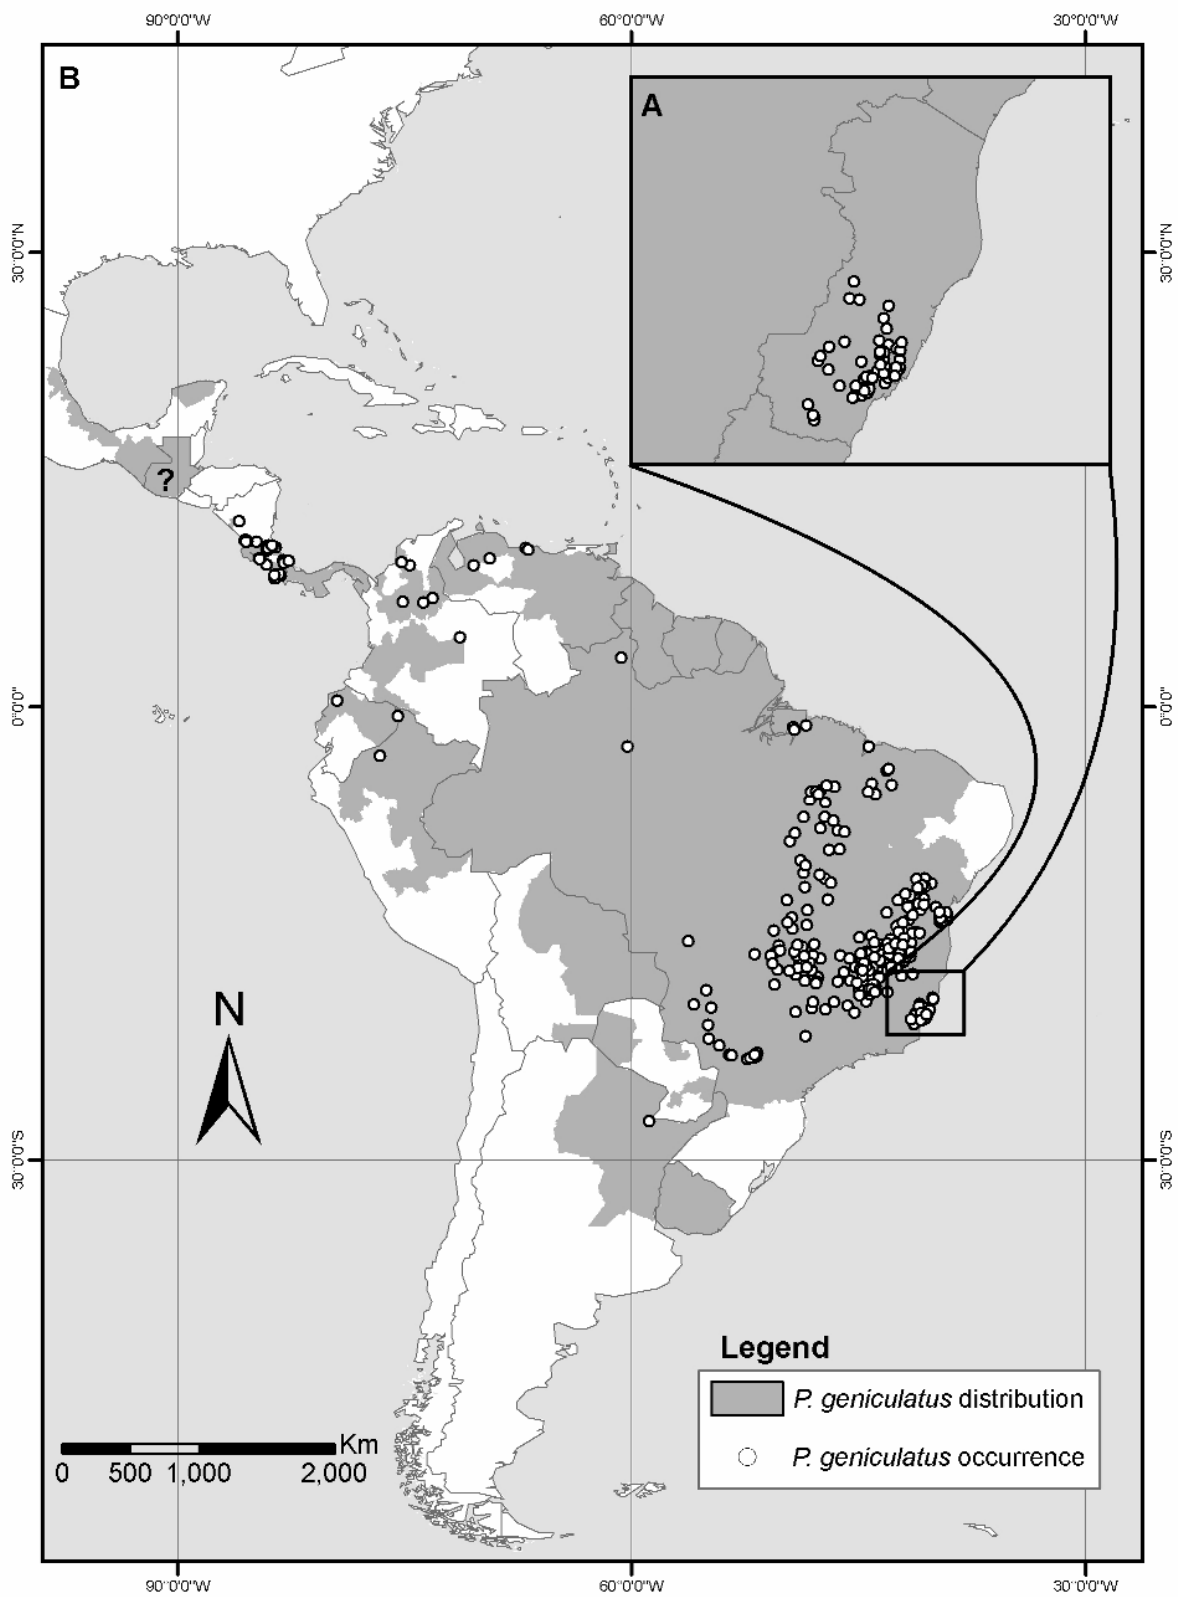 90°0'0"W 60°0'0"W 30°0'0"W
B
A
30°0'0"N 30°0'0"N
?
0°0'0" 0°0'0"
N
30°0'0"S 30°0'0"S
Legend
P. geniculatus distribution
P. geniculatus occurrence
Km
0 500 1,000 2,000
90°0'0"W 60°0'0"W 30°0'0"W